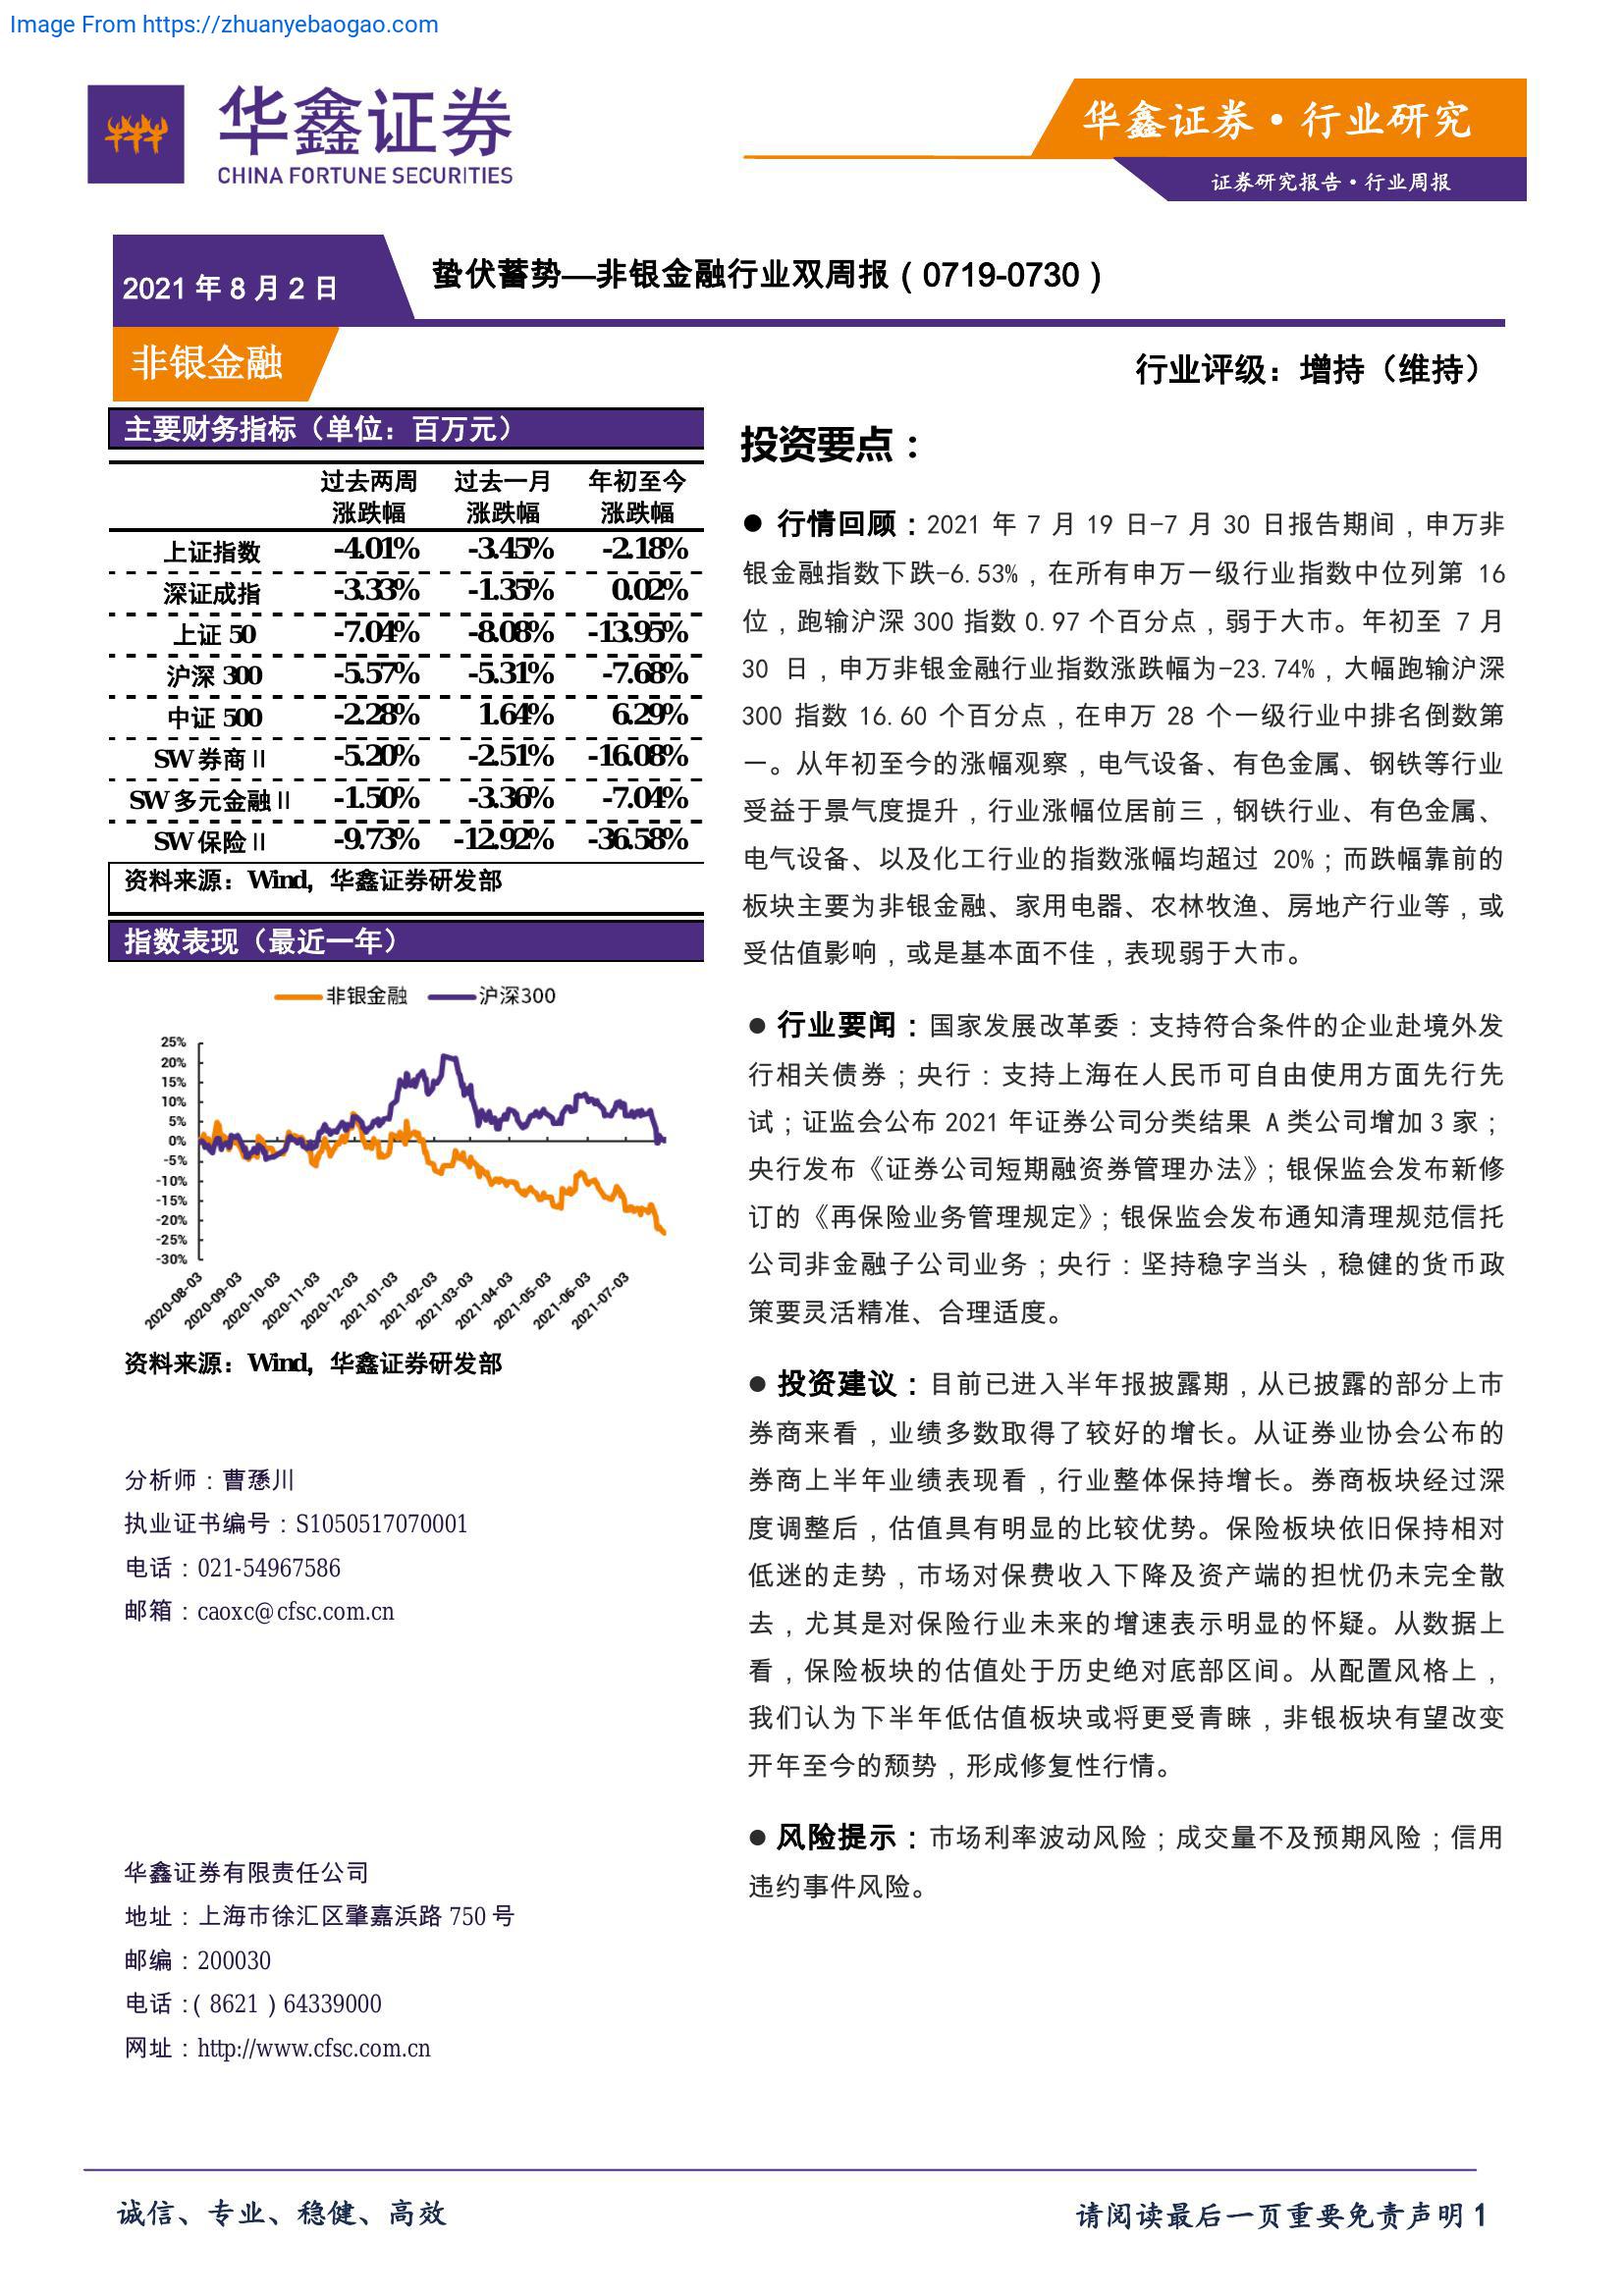 Image From https://zhuanyebaogao.com
华鑫证券
CHINA FORTUNE SECURITIES
华鑫证券·行业研究
证券研究报告·行业周报
2021 年 8 月 2 日
蛰伏蓄势—非银金融行业双周报（0719-0730）
非银金融
行业评级：增持（维持）
主要财务指标（单位：百万元）
过去两周 过去一月 年初至今
涨跌幅 涨跌幅 涨跌幅
上证指数 -4.01% -3.45% -2.18%
深证成指 -3.33% -1.35% 0.02%
上证 50 -7.04% -8.08% -13.95%
沪深 300 -5.57% -5.31% -7.68%
中证 500 -2.28% 1.64% 6.29%
SW 券商Ⅱ -5.20% -2.51% -16.08%
SW 多元金融Ⅱ -1.50% -3.36% -7.04%
SW 保险Ⅱ -9.73% -12.92% -36.58%
资料来源：Wind，华鑫证券研发部
指数表现（最近一年）
非银金融 沪深300
25%
20%
15%
10%
5%
0%
-5%
-10%
-15%
-20%
-25%
-30%
2020-08-03 2020-09-03 2020-10-03 2020-11-03 2020-12-03 2021-01-03 2021-02-03 2021-03-03 2021-04-03 2021-05-03 2021-06-03 2021-07-03
资料来源：Wind，华鑫证券研发部
分析师：曹愻川
执业证书编号：S1050517070001
电话：021-54967586
邮箱：caoxc@cfsc.com.cn
华鑫证券有限责任公司
地址：上海市徐汇区肇嘉浜路 750 号
邮编：200030
电话：（8621）64339000
网址：http://www.cfsc.com.cn
投资要点：
● 行情回顾：2021 年 7 月 19 日-7 月 30 日报告期间，申万非
银金融指数下跌-6.53%，在所有申万一级行业指数中位列第 16
位，跑输沪深 300 指数 0.97 个百分点，弱于大市。年初至 7 月
30 日，申万非银金融行业指数涨跌幅为-23.74%，大幅跑输沪深
300 指数 16.60 个百分点，在申万 28 个一级行业中排名倒数第
一。从年初至今的涨幅观察，电气设备、有色金属、钢铁等行业
受益于景气度提升，行业涨幅位居前三，钢铁行业、有色金属、
电气设备、以及化工行业的指数涨幅均超过 20%；而跌幅靠前的
板块主要为非银金融、家用电器、农林牧渔、房地产行业等，或
受估值影响，或是基本面不佳，表现弱于大市。
● 行业要闻：国家发展改革委：支持符合条件的企业赴境外发
行相关债券；央行：支持上海在人民币可自由使用方面先行先
试；证监会公布 2021 年证券公司分类结果 A 类公司增加 3 家；
央行发布《证券公司短期融资券管理办法》；银保监会发布新修
订的《再保险业务管理规定》；银保监会发布通知清理规范信托
公司非金融子公司业务；央行：坚持稳字当头，稳健的货币政
策要灵活精准、合理适度。
● 投资建议：目前已进入半年报披露期，从已披露的部分上市
券商来看，业绩多数取得了较好的增长。从证券业协会公布的
券商上半年业绩表现看，行业整体保持增长。券商板块经过深
度调整后，估值具有明显的比较优势。保险板块依旧保持相对
低迷的走势，市场对保费收入下降及资产端的担忧仍未完全散
去，尤其是对保险行业未来的增速表示明显的怀疑。从数据上
看，保险板块的估值处于历史绝对底部区间。从配置风格上，
我们认为下半年低估值板块或将更受青睐，非银板块有望改变
开年至今的颓势，形成修复性行情。
● 风险提示：市场利率波动风险；成交量不及预期风险；信用
违约事件风险。
诚信、专业、稳健、高效
请阅读最后一页重要免责声明 1